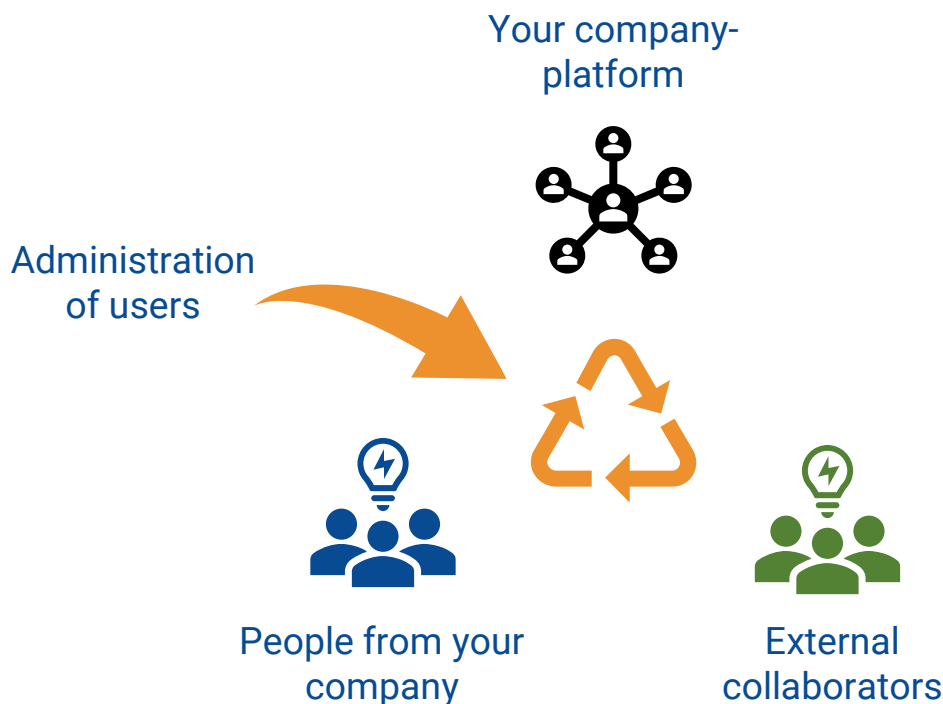 Your company-
platform
Administration
of users
People from your
company
External
collaborators